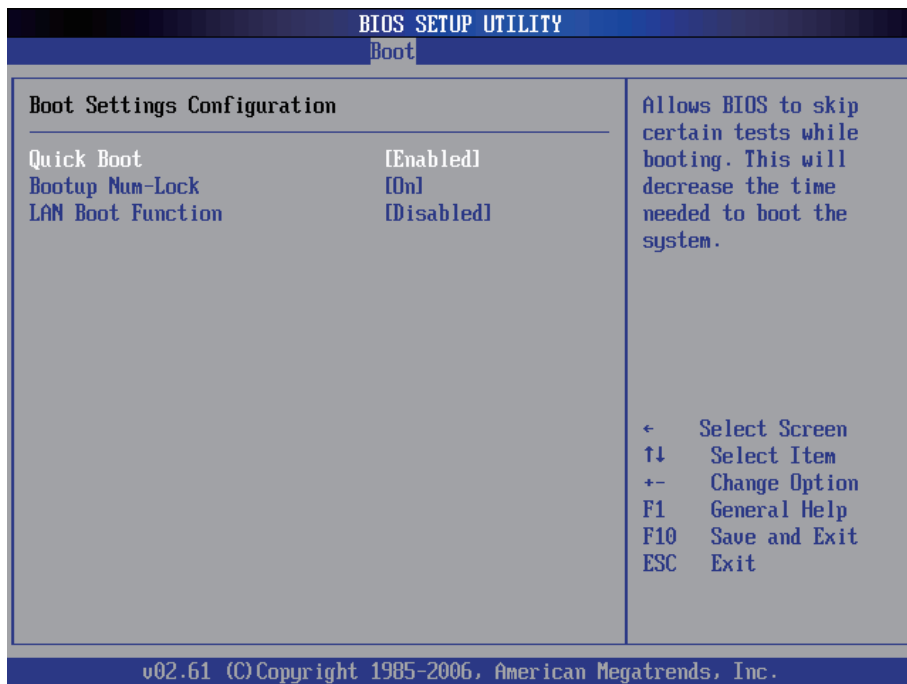 BIOS SETUP UTILITY
Boot
Boot Settings Configuration
Quick Boot [Enabled]
Bootup Num-Lock [On]
LAN Boot Function [Disabled]
Allows BIOS to skip
certain tests while
booting. This will
decrease the time
needed to boot the
system.
← Select Screen
↑↓ Select Item
+- Change Option
F1 General Help
F10 Save and Exit
ESC Exit
v02.61 (C)Copyright 1985-2006, American Megatrends, Inc.